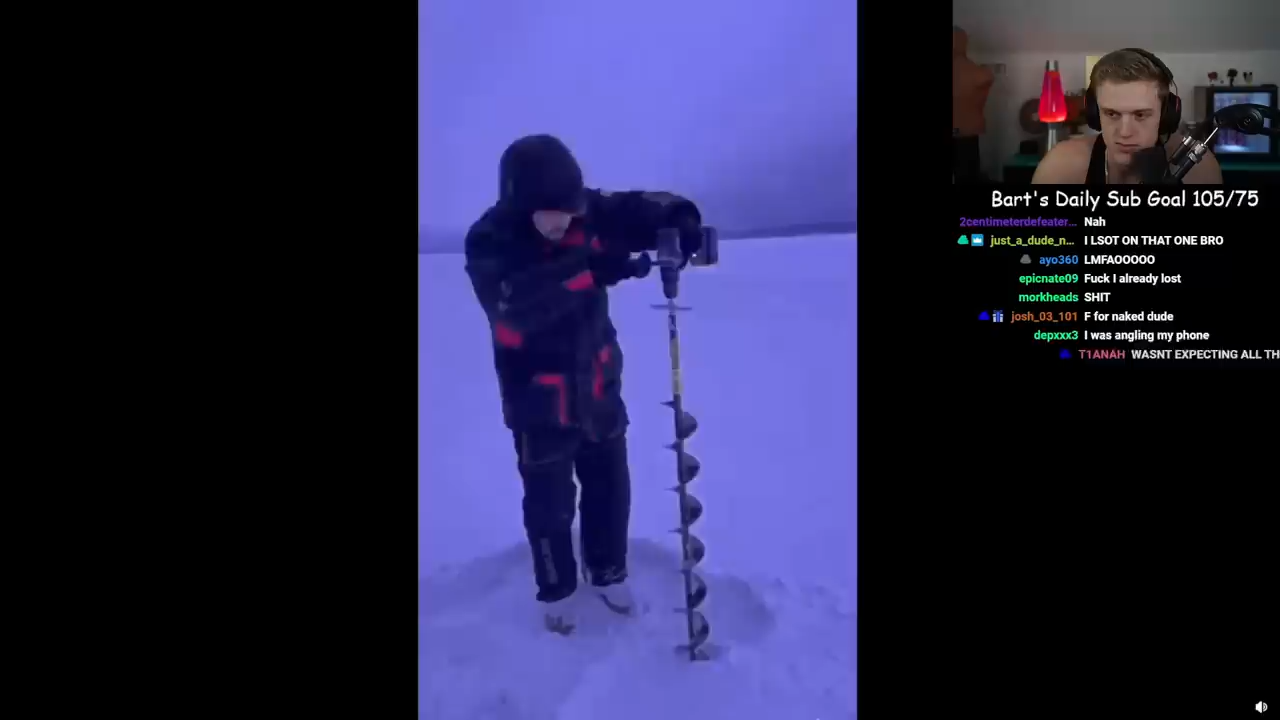 Bart's Daily Sub Goal 105/75
2centimeterdefeater... Nah
just_a_dude_n... I LSOT ON THAT ONE BRO
ayo360 LMFAOOOOO
epicnate09 Fuck I already lost
morkheads SHIT
josh_03_101 F for naked dude
depxxx3 I was angling my phone
T1ANAH WASNT EXPECTING ALL TH